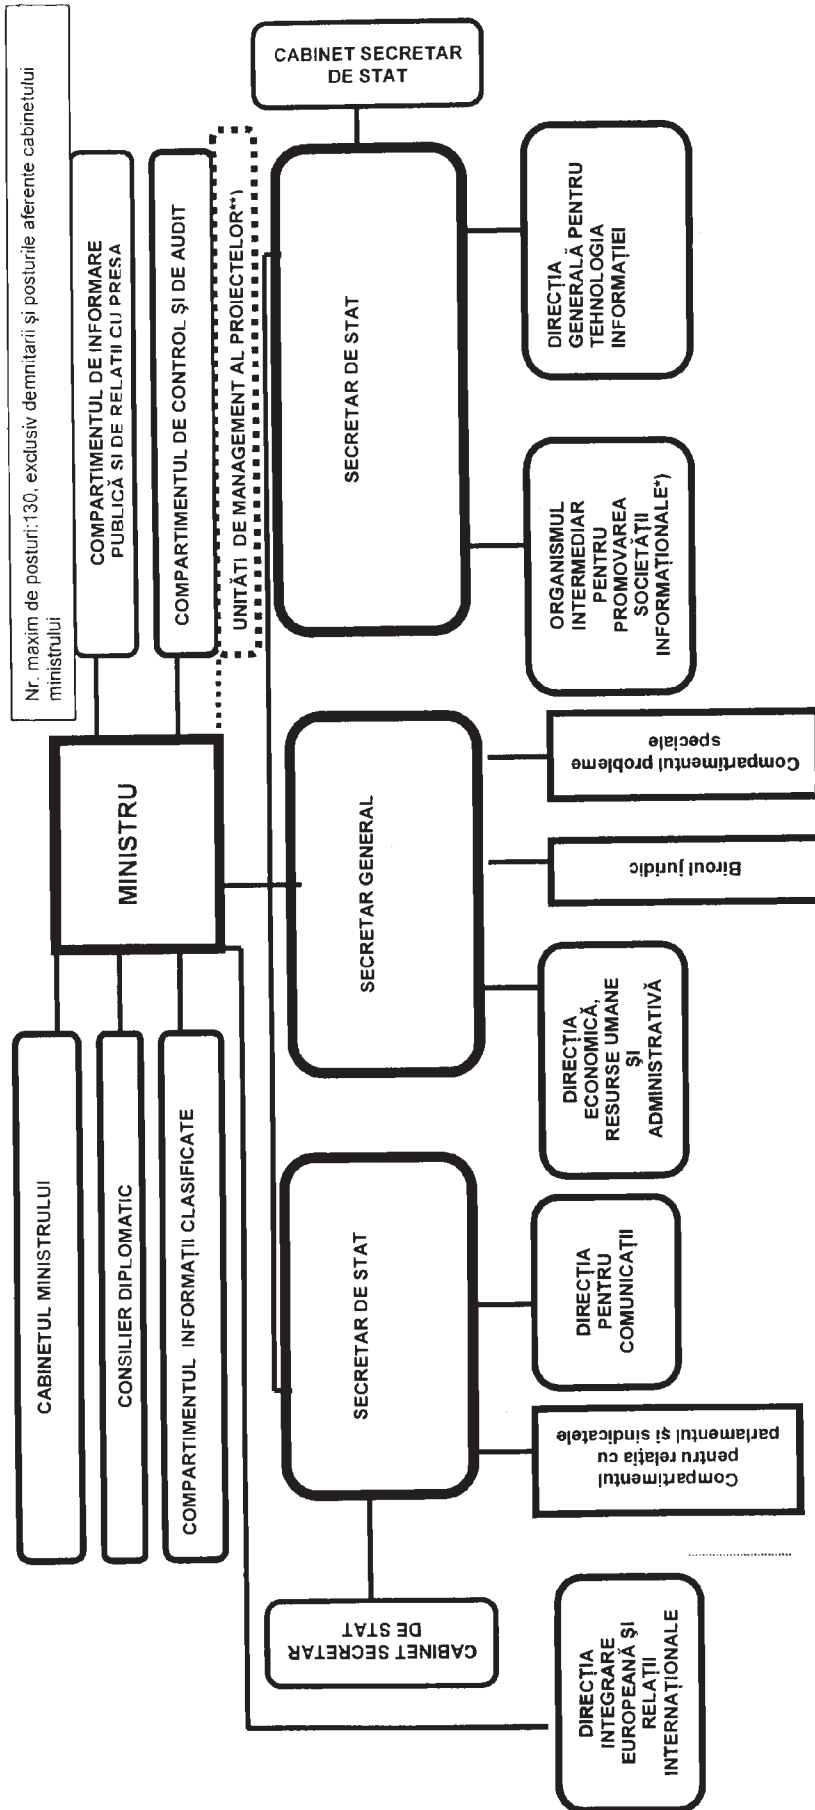 Nr. maxim de posturi:130, exclusiv demnitarii și posturile aferente cabinetului
ministrului
CABINETUL MINISTRULUI
CONSILIER DIPLOMATIC
COMPARTIMENTUL INFORMAȚII CLASIFICATE
MINISTRU
COMPARTIMENTUL DE INFORMARE
PUBLICĂ SI DE RELATII CU PRESA
COMPARTIMENTUL DE CONTROL ȘI DE AUDIT
UNITĂTI DE MANAGEMENT AL PROIECTELOR**)
CABINET SECRETAR
DE STAT
SECRETAR DE STAT
SECRETAR GENERAL
SECRETAR DE STAT
CABINET SECRETAR
DE STAT
DIRECȚIA
INTEGRARE
EUROPEANĂ ȘI
RELAȚII
INTERNAȚIONALE
Compartimentul
pentru relația cu
parlamentul și sindicatele
DIRECȚIA
PENTRU
COMUNICAȚII
DIRECȚIA
ECONOMICĂ,
RESURSE UMANE
ȘI
ADMINISTRATIVĂ
Biroul juridic
Compartimentul probleme
speciale
ORGANISMUL
INTERMEDIAR
PENTRU
PROMOVAREA
SOCIETĂȚII
INFORMAȚIONALE*)
DIRECȚIA
GENERALĂ PENTRU
TEHNOLOGIA
INFORMAȚIEI